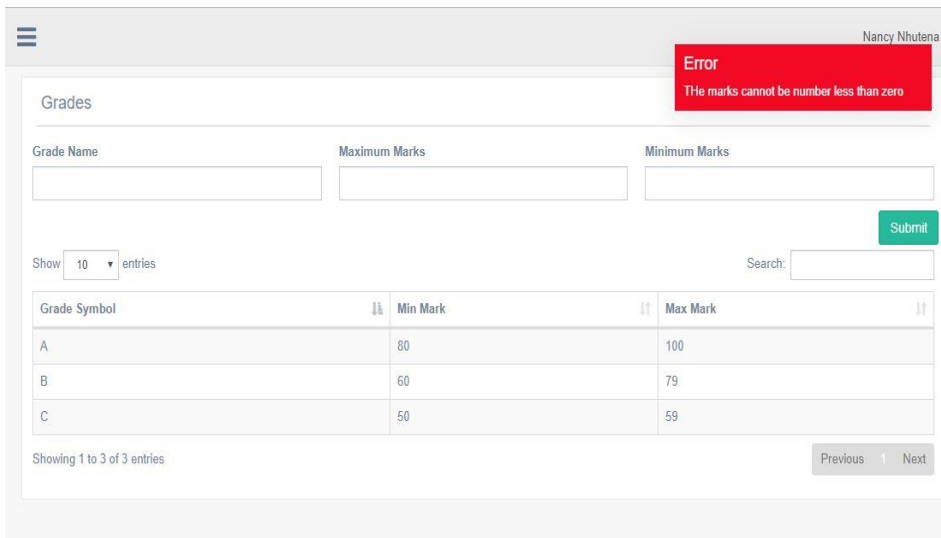 Nancy Nhutena
Error
THe marks cannot be number less than zero
Grades
Grade Name Maximum Marks Minimum Marks
Submit
Show 10 entries Search:
Grade Symbol Min Mark Max Mark
A 80 100
B 60 79
C 50 59
Showing 1 to 3 of 3 entries Previous 1 Next